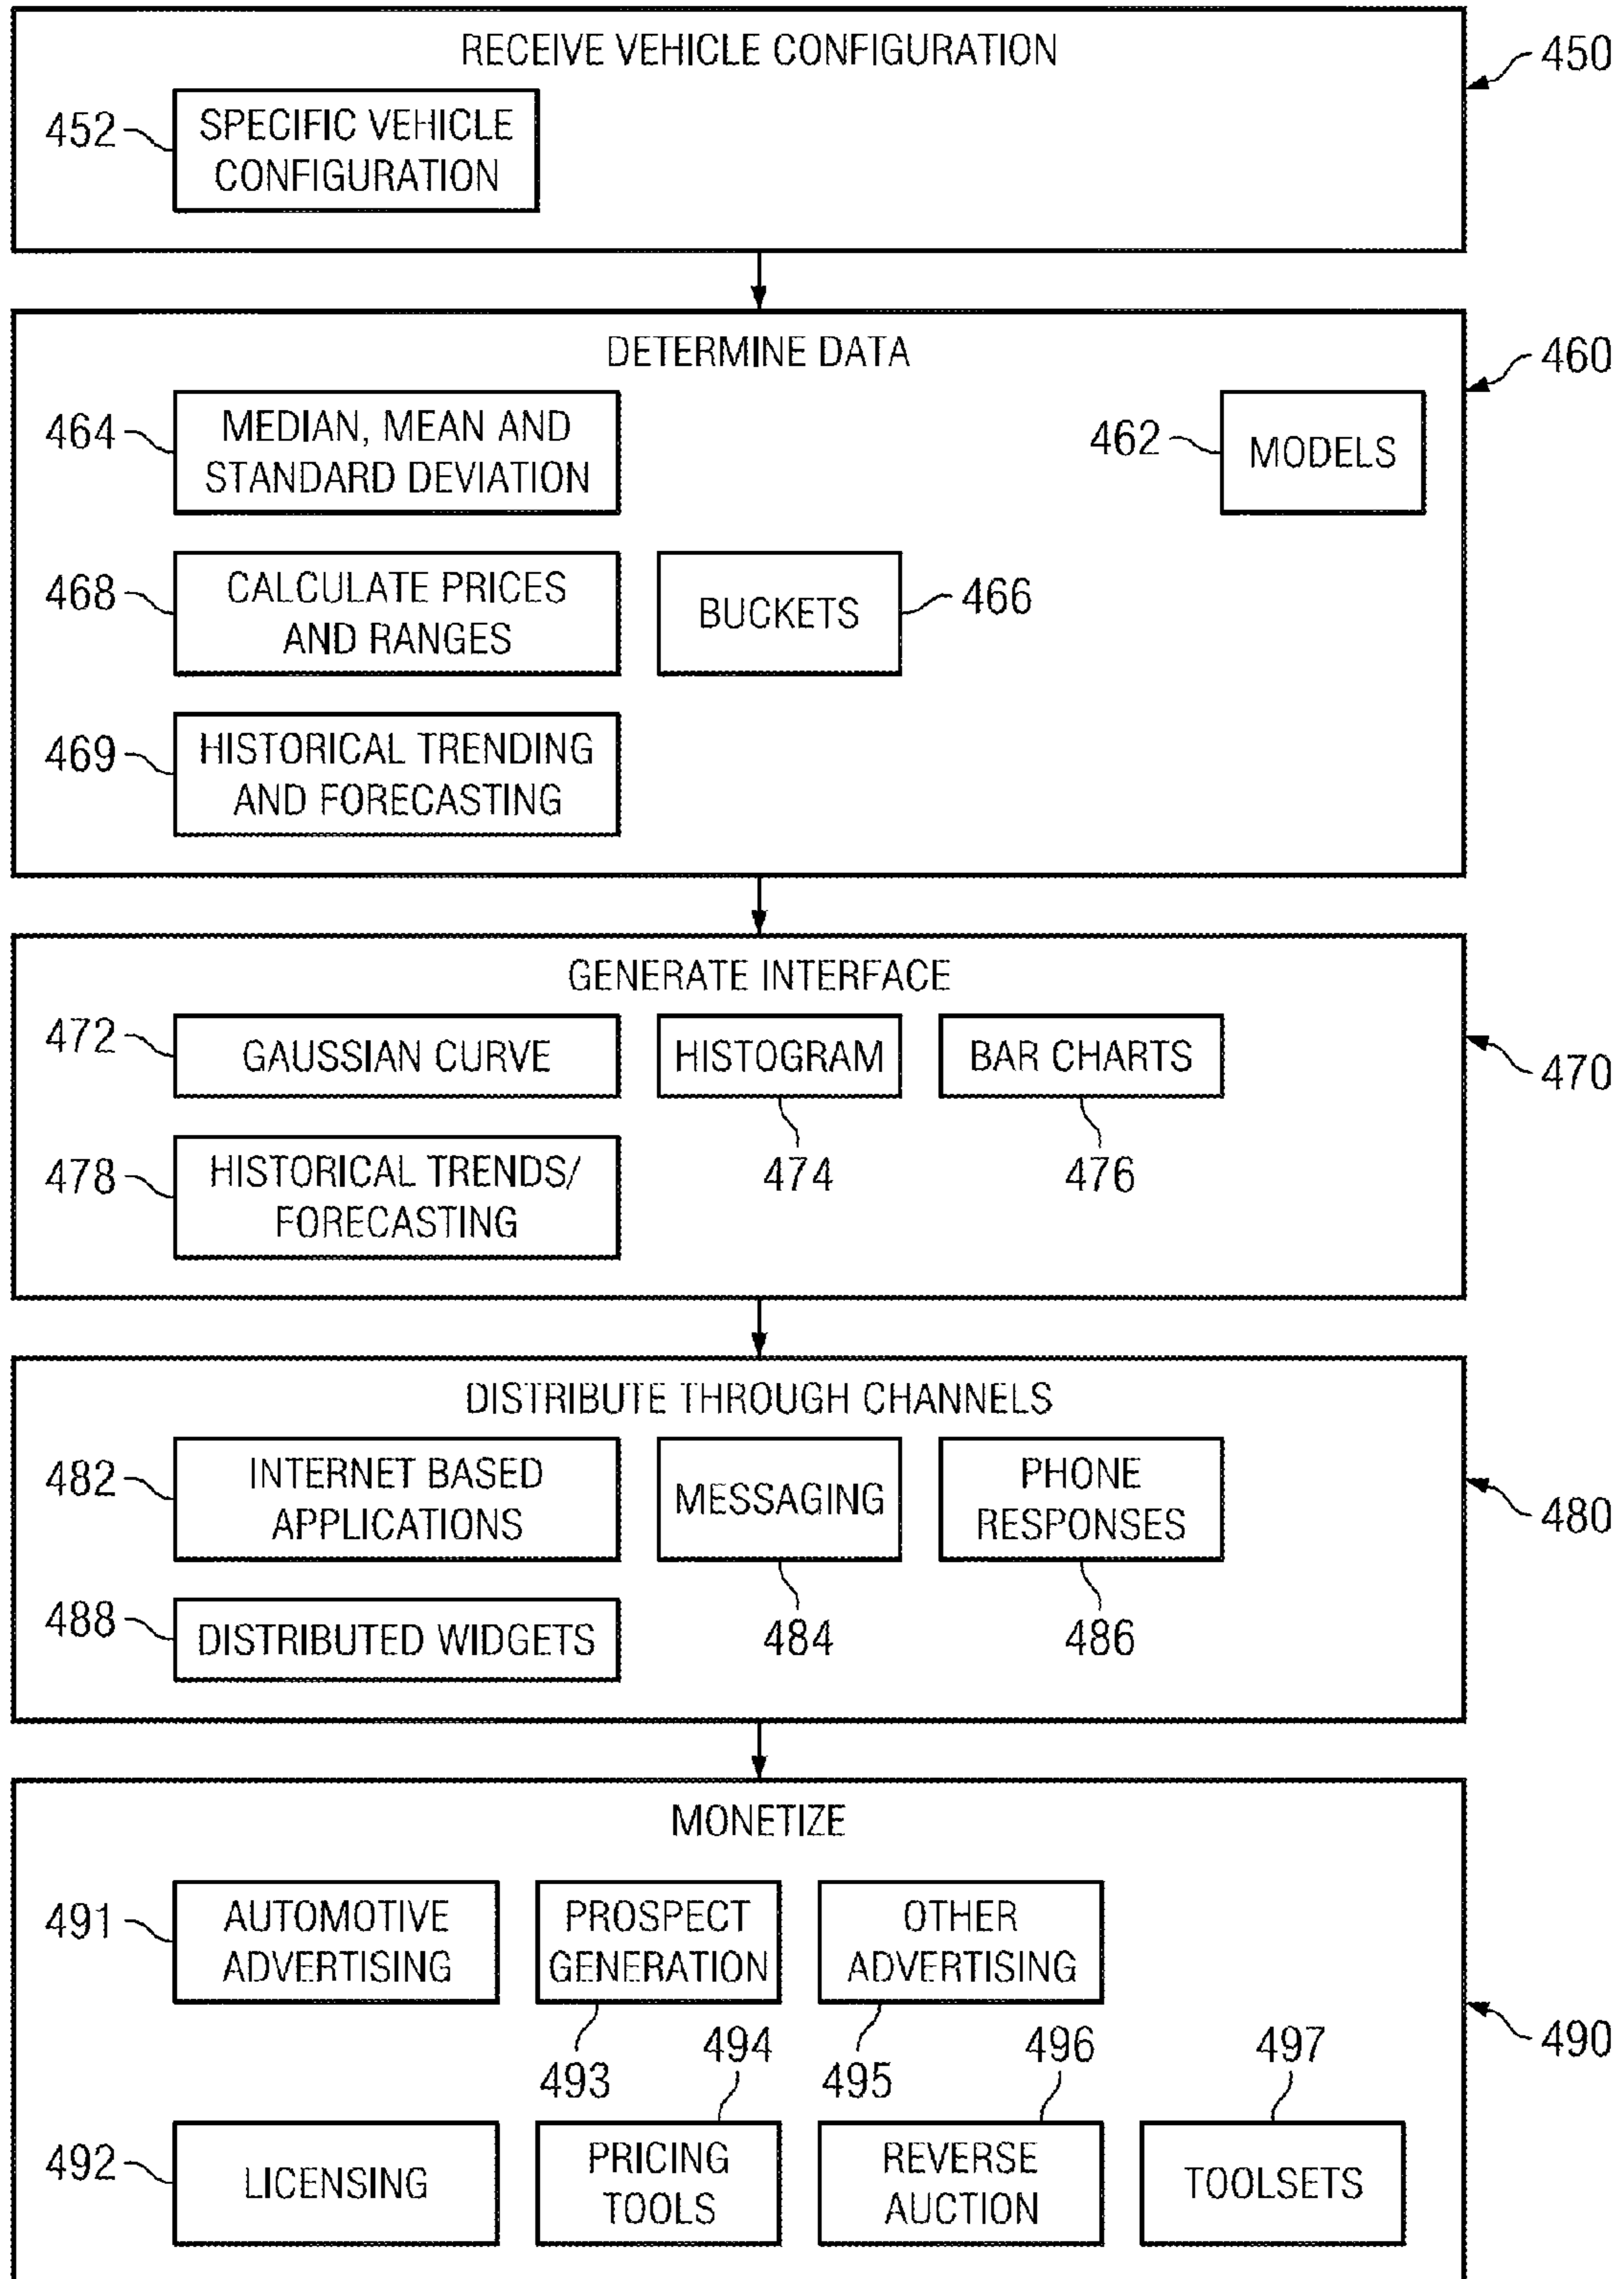 RECEIVE VEHICLE CONFIGURATION
450
452
SPECIFIC VEHICLE
CONFIGURATION
DETERMINE DATA
460
464
MEDIAN, MEAN AND
STANDARD DEVIATION
462
MODELS
468
CALCULATE PRICES
AND RANGES
BUCKETS
466
469
HISTORICAL TRENDING
AND FORECASTING
GENERATE INTERFACE
470
472
GAUSSIAN CURVE
HISTOGRAM
BAR CHARTS
474
476
478
HISTORICAL TRENDS/
FORECASTING
DISTRIBUTE THROUGH CHANNELS
480
482
INTERNET BASED
APPLICATIONS
MESSAGING
PHONE
RESPONSES
484
486
488
DISTRIBUTED WIDGETS
MONETIZE
490
491
AUTOMOTIVE
ADVERTISING
PROSPECT
GENERATION
OTHER
ADVERTISING
493
494
495
496
497
492
LICENSING
PRICING
TOOLS
REVERSE
AUCTION
TOOLSETS